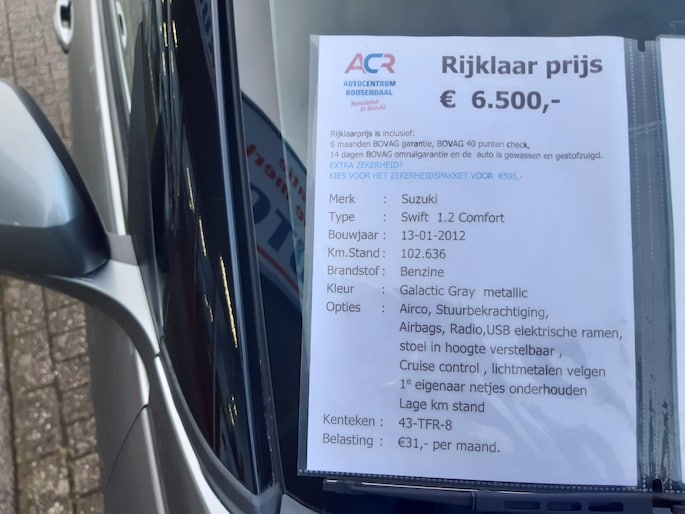 ACR
AUTOCENTRUM
ROOSENDAAL
Specialist
in Suzuki
Rijklaar prijs
€ 6.500,-
Rijklaarprijs is inclusief:
6 maanden BOVAG garantie, BOVAG 40 punten check,
14 dagen BOVAG omruilgarantie en de auto is gewassen en gestofzuigd.
EXTRA ZEKERHEID?
KIES VOOR HET ZEKERHEIDSPAKKET VOOR €595,-
Merk : Suzuki
Type : Swift 1.2 Comfort
Bouwjaar : 13-01-2012
Km.Stand : 102.636
Brandstof : Benzine
Kleur : Galactic Gray metallic
Opties : Airco, Stuurbekrachtiging,
Airbags, Radio,USB elektrische ramen,
stoel in hoogte verstelbaar ,
Cruise control , lichtmetalen velgen
1e eigenaar netjes onderhouden
Lage km stand
Kenteken : 43-TFR-8
Belasting : €31,- per maand.